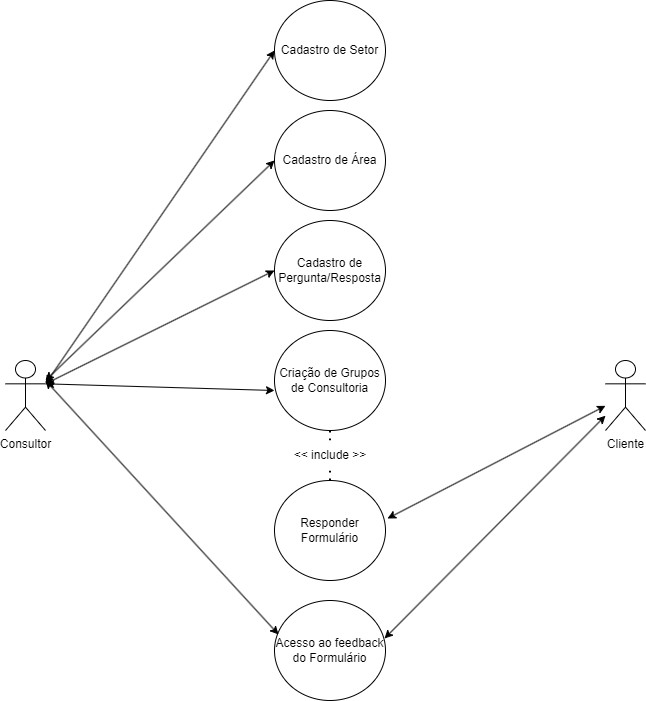 Cadastro de Setor
Cadastro de Área
Cadastro de
Pergunta/Resposta
Criação de Grupos
de Consultoria
Consultor
Cliente
<< include >>
Responder
Formulário
Acesso ao feedback
do Formulário